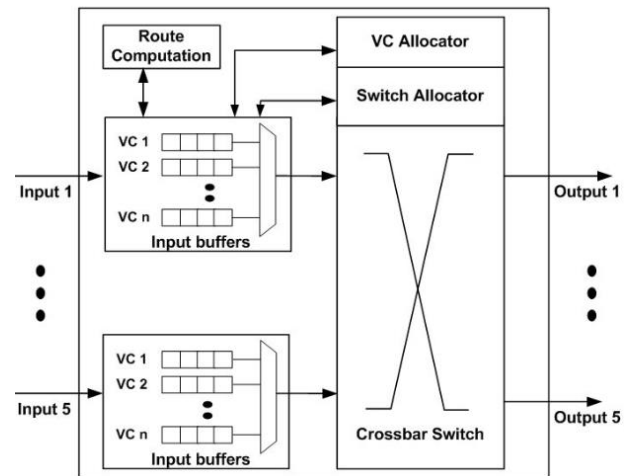 Route
Computation
VC Allocator
Switch Allocator
VC 1
VC 2
VC n
Input buffers
Input 1
Output 1
VC 1
VC 2
VC n
Input buffers
Input 5
Crossbar Switch
Output 5